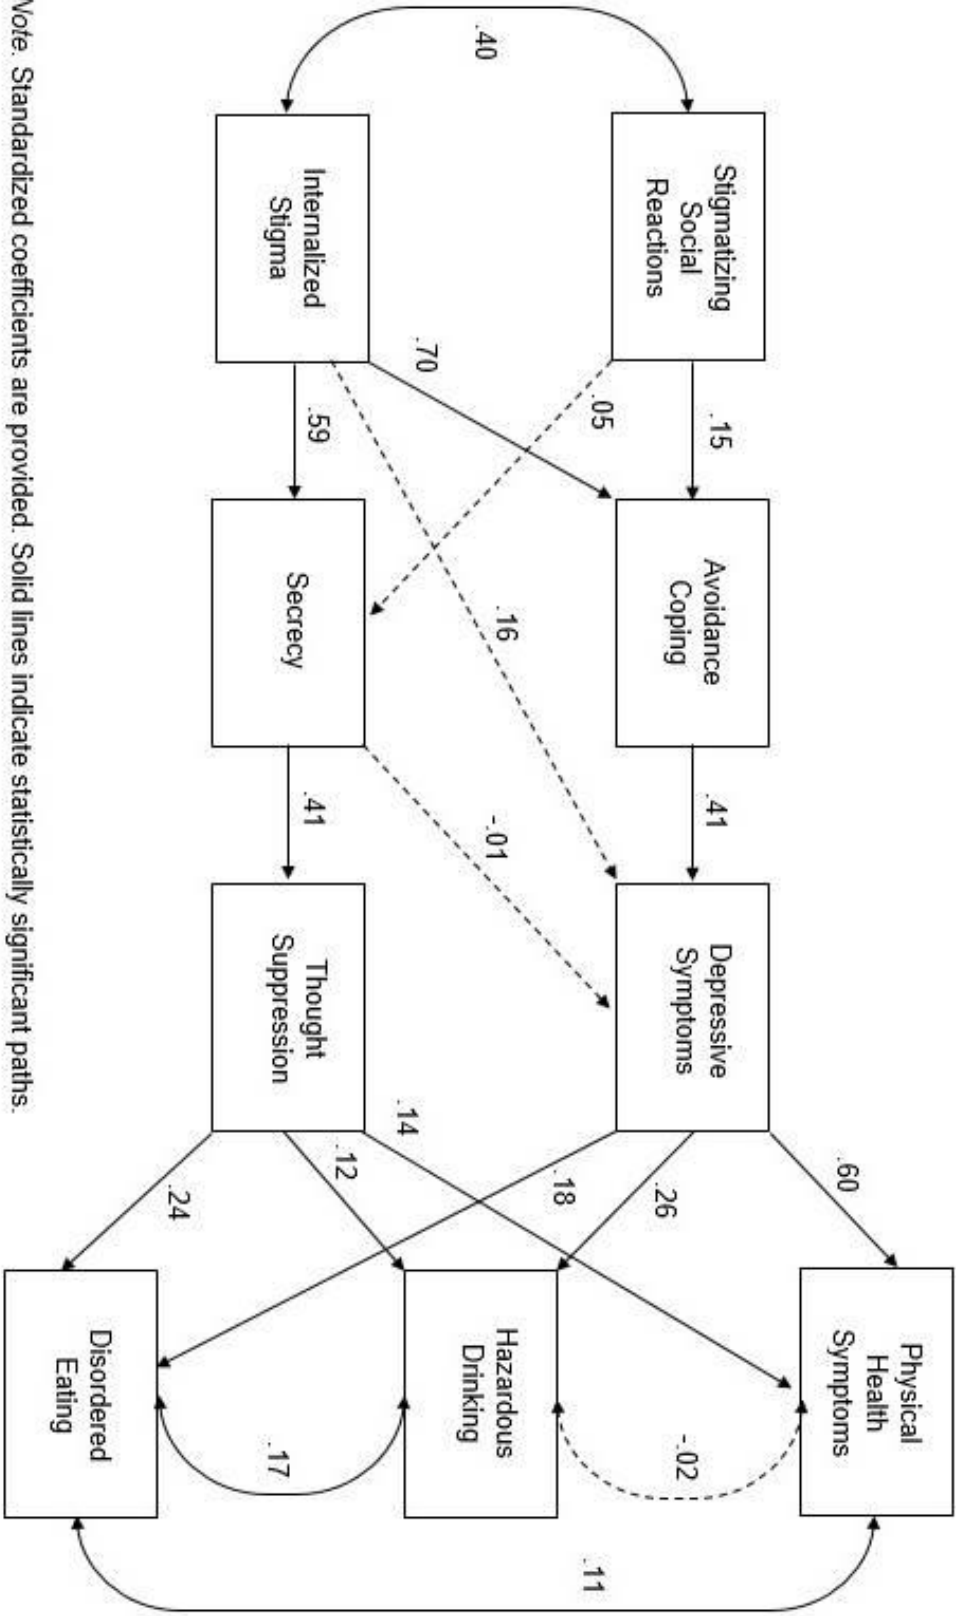 .40
Stigmatizing
Social
Reactions
Internalized
Stigma
.15
.05
.70
.59
Avoidance
Coping
Secrecy
.16
.41
-.01
.41
Depressive
Symptoms
Thought
Suppression
.60
.26
.18
.14
.12
.24
Physical
Health
Symptoms
Hazardous
Drinking
Disordered
Eating
-.02
.17
.11
Note. Standardized coefficients are provided. Solid lines indicate statistically significant paths.